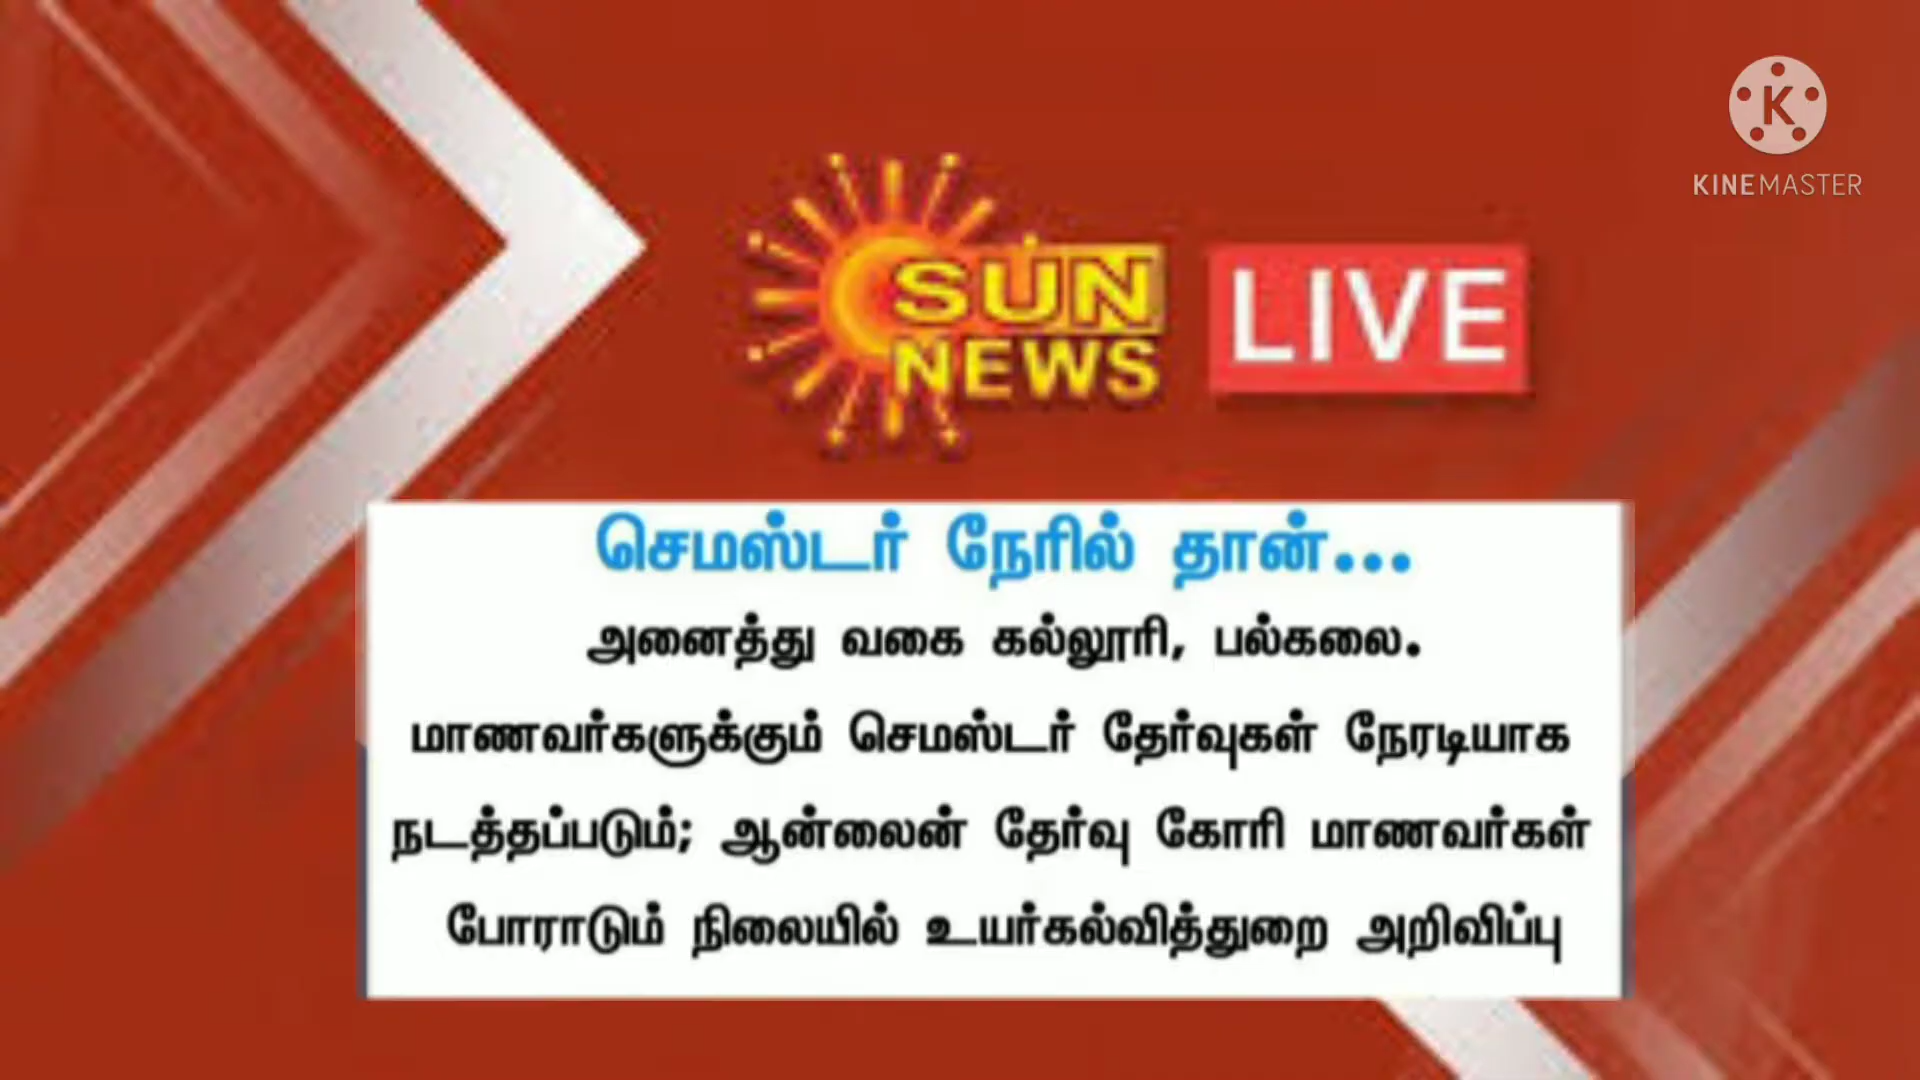 K
KINEMASTER
SUN
NEWS
LIVE
செமஸ்டர் நேரில் தான்...
அனைத்து வகை கல்லூரி, பல்கலை.
மாணவர்களுக்கும் செமஸ்டர் தேர்வுகள் நேரடியாக
நடத்தப்படும்; ஆன்லைன் தேர்வு கோரி மாணவர்கள்
போராடும் நிலையில் உயர்கல்வித்துறை அறிவிப்பு